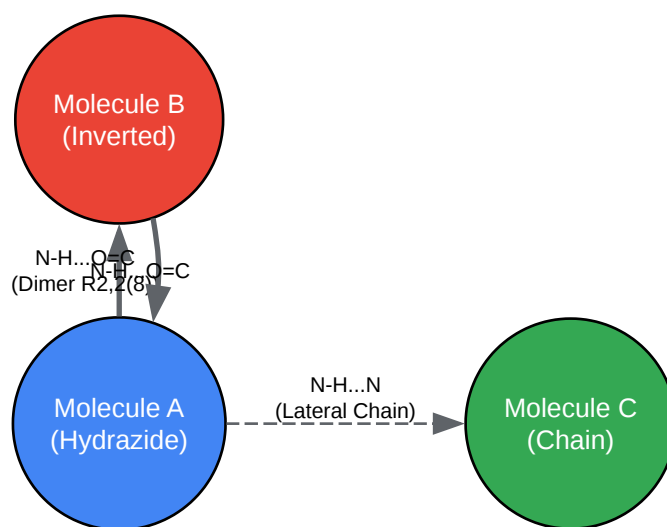 Molecule B
(Inverted)
N-H...O=C
(Dimer R2,2(8))
N-H...O=C
Molecule A
(Hydrazide)
N-H...N
(Lateral Chain)
Molecule C
(Chain)